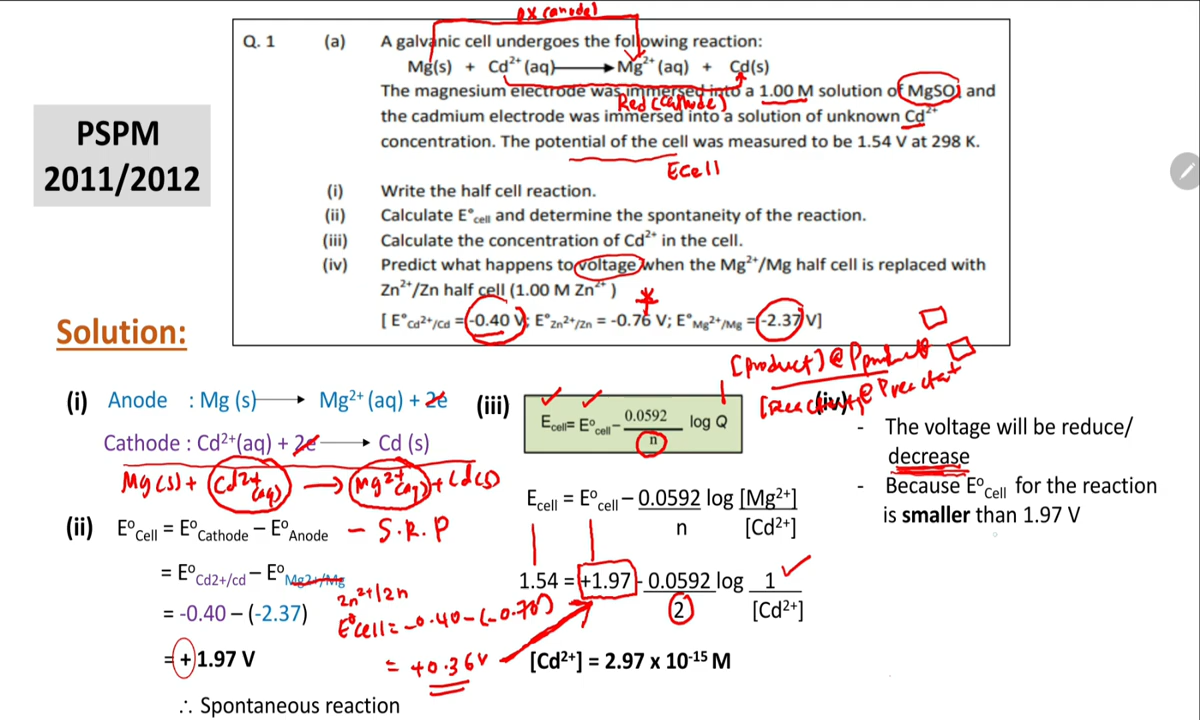 ox (anode)
Q. 1 (a) A galvanic cell undergoes the following reaction:
Mg(s) + Cd²⁺ (aq) ⟶ Mg²⁺ (aq) + Cd(s)
The magnesium electrode was immersed into a 1.00 M solution of MgSO₄ and
Red (cathode)
the cadmium electrode was immersed into a solution of unknown Cd²⁺
concentration. The potential of the cell was measured to be 1.54 V at 298 K.
Ecell
PSPM
2011/2012
(i) Write the half cell reaction.
(ii) Calculate E°cell and determine the spontaneity of the reaction.
(iii) Calculate the concentration of Cd²⁺ in the cell.
(iv) Predict what happens to voltage when the Mg²⁺/Mg half cell is replaced with
Zn²⁺/Zn half cell (1.00 M Zn²⁺ )
[ E°Cd²⁺/Cd = -0.40 V; E°Zn²⁺/Zn = -0.76 V; E°Mg²⁺/Mg = -2.37 V]
Solution:
(i) Anode : Mg (s) ⟶ Mg²⁺ (aq) + 2e
Cathode : Cd²⁺(aq) + 2e ⟶ Cd (s)
Mg(s) + Cd²⁺(aq) ⟶ Mg²⁺(aq) + Cd(s)
(ii) E°Cell = E°Cathode – E°Anode – S.R.P
= E°Cd2+/cd – E°Mg2+/Mg
Zn²⁺/Zn
= -0.40 – (-2.37)
E°cell = -0.40 - (-0.76)
= + 1.97 V
= +0.36V
∴ Spontaneous reaction
[product] @ Pproduct
[reactant] @ Preactant
(iii) Ecell = E°cell – 0.0592 log Q
n
Ecell = E°cell – 0.0592 log [Mg²⁺]
n [Cd²⁺]
1.54 = +1.97 - 0.0592 log 1
2 [Cd²⁺]
[Cd²⁺] = 2.97 x 10⁻¹⁵ M
(iv)
- The voltage will be reduce/
decrease
- Because E°Cell for the reaction
is smaller than 1.97 V